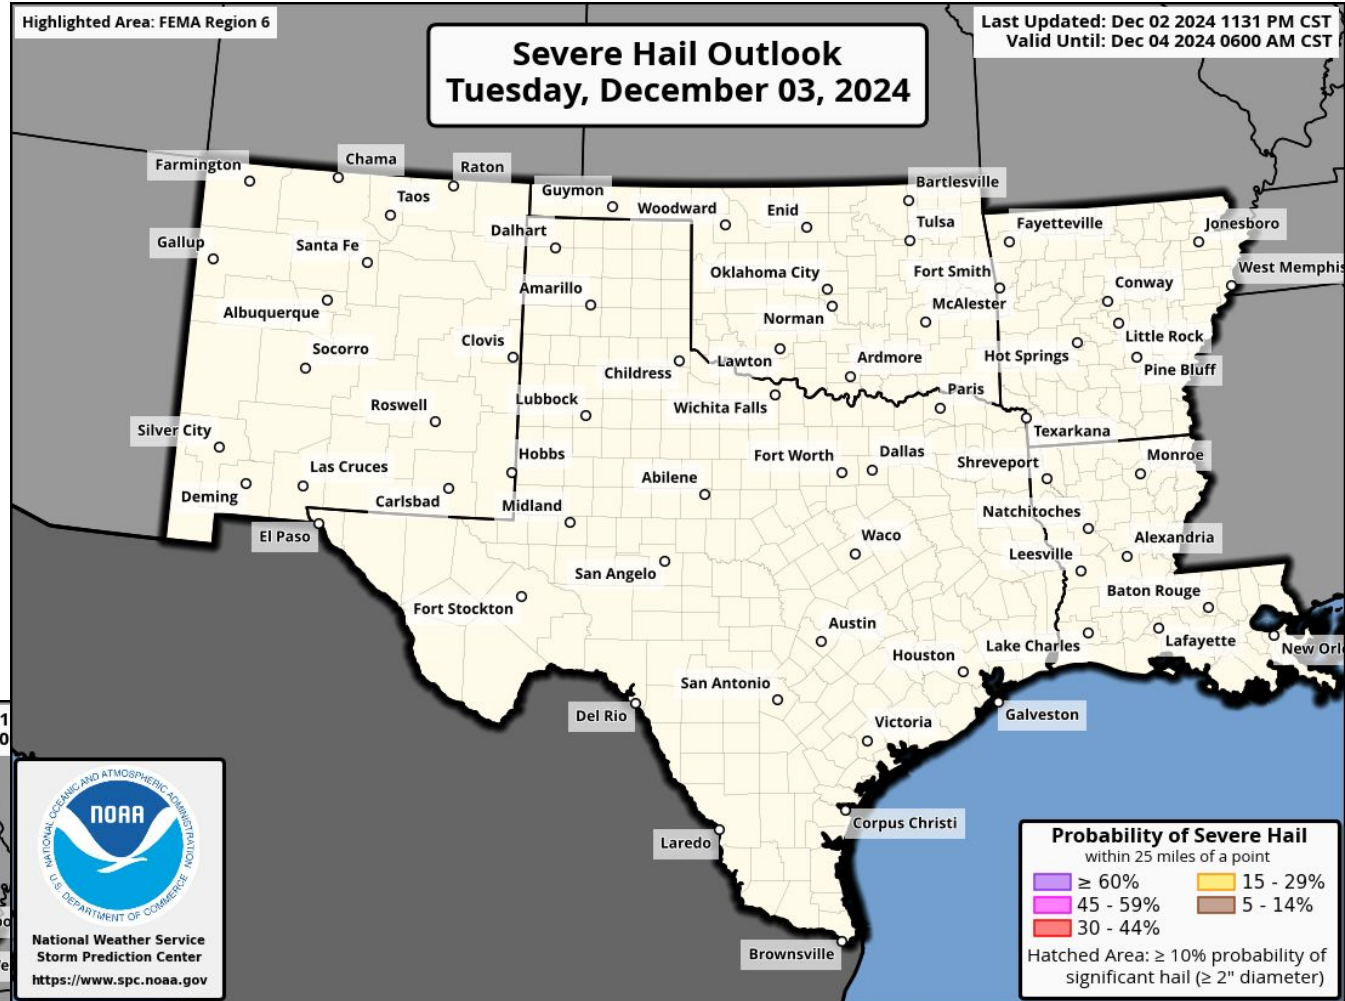 Highlighted Area: FEMA Region 6
Last Updated: Dec 02 2024 1131 PM CST
Valid Until: Dec 04 2024 0600 AM CST
Severe Hail Outlook
Tuesday, December 03, 2024
Farmington
Chama
Raton
Taos
Guymon
Woodward
Enid
Bartlesville
Tulsa
Fayetteville
Jonesboro
Gallup
Santa Fe
Dalhart
Oklahoma City
Fort Smith
West Memphis
Amarillo
Conway
Albuquerque
Norman
McAlester
Socorro
Clovis
Little Rock
Childress
Lawton
Ardmore
Hot Springs
Pine Bluff
Roswell
Lubbock
Wichita Falls
Paris
Silver City
Texarkana
Las Cruces
Hobbs
Fort Worth
Dallas
Shreveport
Monroe
Deming
Carlsbad
Midland
Abilene
Natchitoches
El Paso
Waco
Alexandria
San Angelo
Leesville
Fort Stockton
Baton Rouge
Austin
Lake Charles
Lafayette
New Orl
Houston
San Antonio
Del Rio
Victoria
Galveston
Laredo
Corpus Christi
Brownsville
1
0
NATIONAL OCEANIC AND ATMOSPHERIC ADMINISTRATION
NOAA
U.S. DEPARTMENT OF COMMERCE
National Weather Service
Storm Prediction Center
https://www.spc.noaa.gov
Probability of Severe Hail
within 25 miles of a point
≥ 60% 15 - 29%
45 - 59% 5 - 14%
30 - 44%
Hatched Area: ≥ 10% probability of
significant hail (≥ 2" diameter)